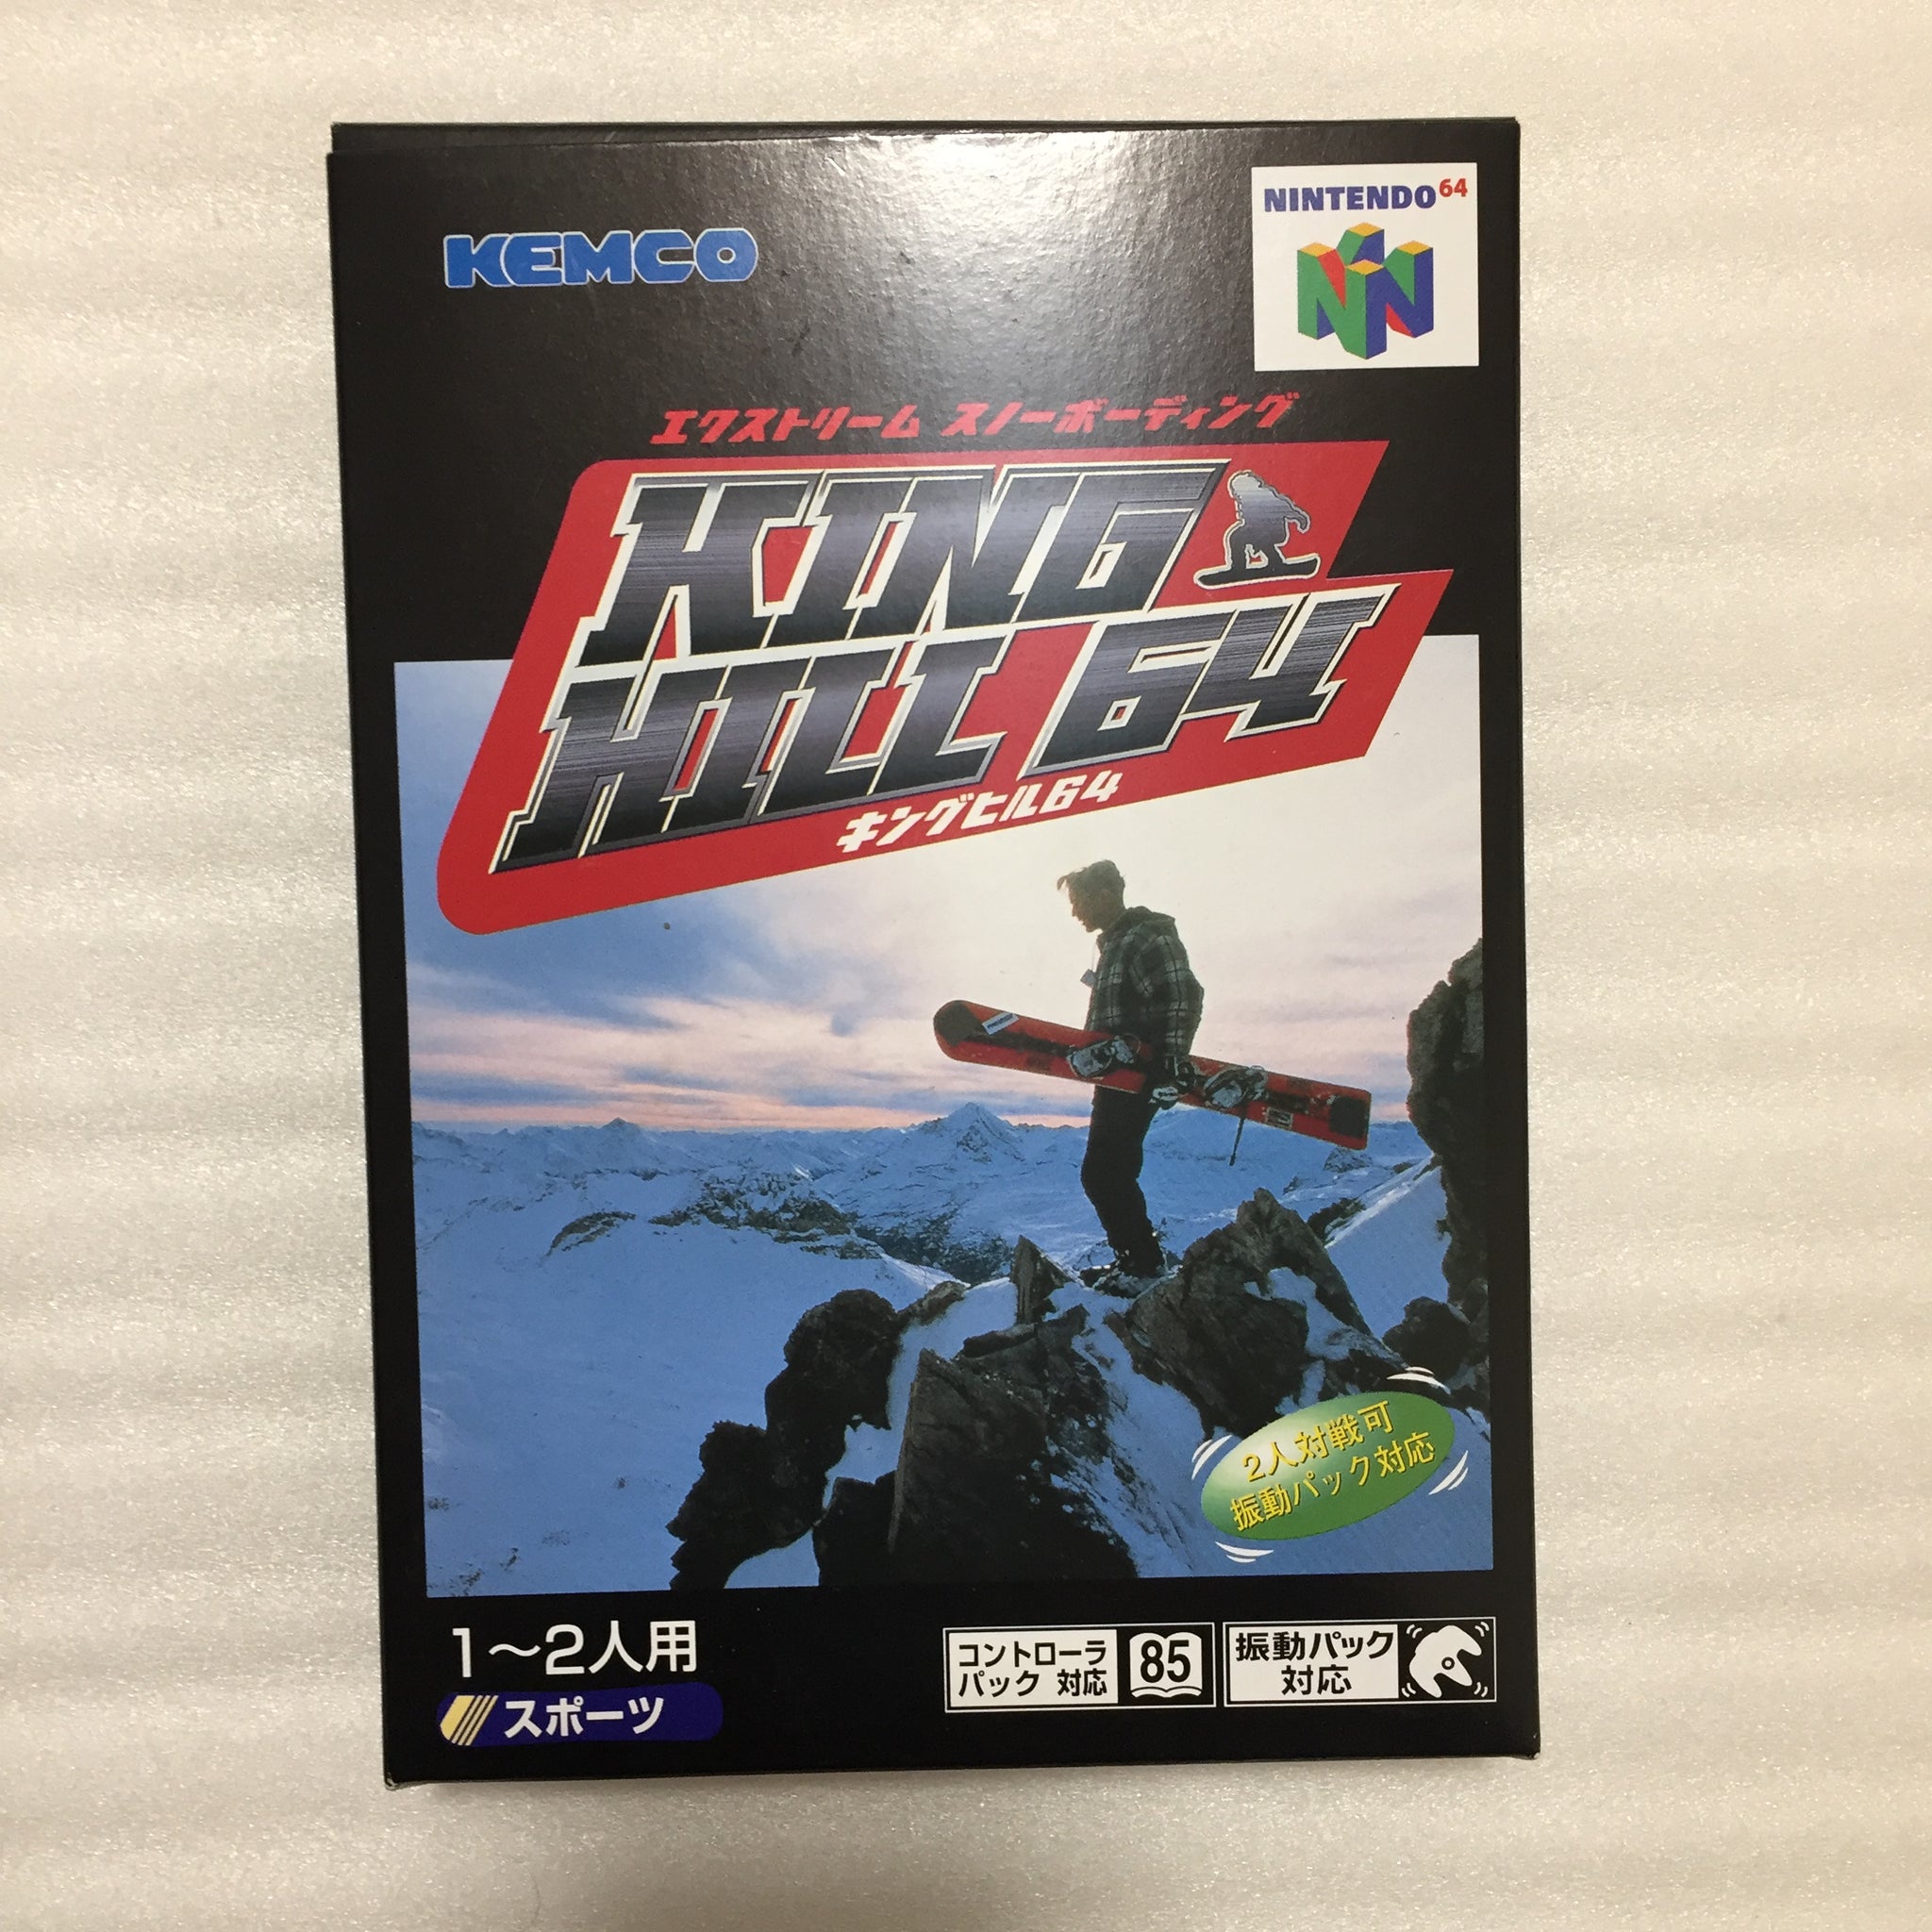 KEMCO
NINTENDO 64
エクストリーム スノーボーディング
KING
HILL 64
キングヒル64
2人対戦可
振動パック対応
1〜2人用
スポーツ
コントローラ
パック 対応
85
振動パック
対応